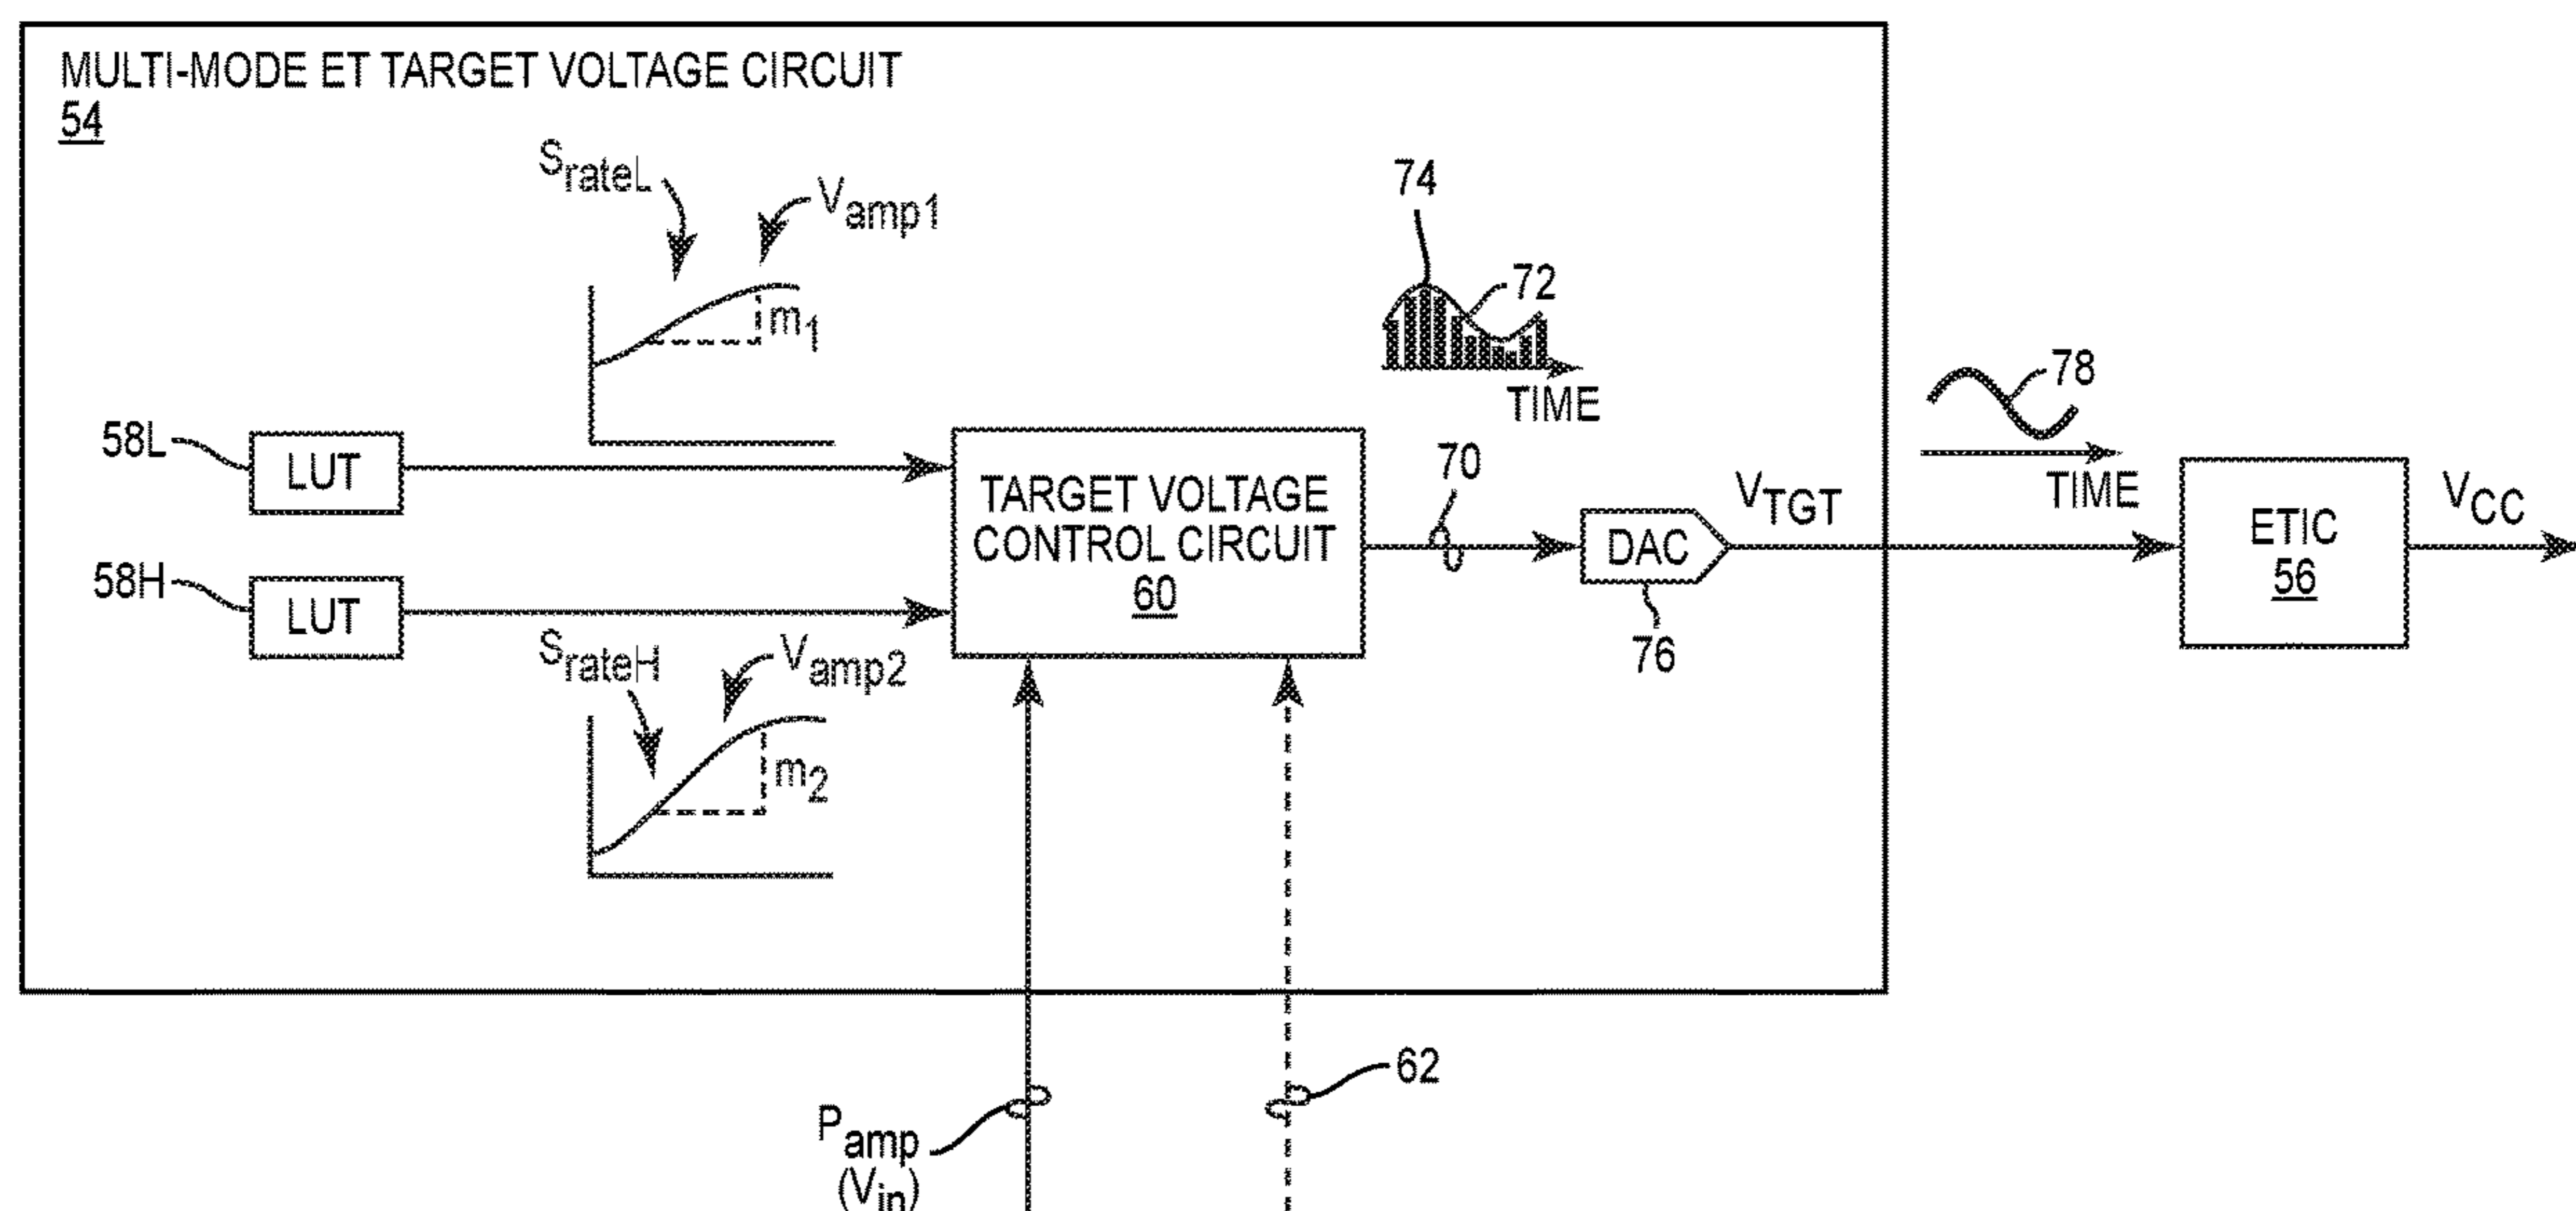 MULTI-MODE ET TARGET VOLTAGE CIRCUIT
54
SrateL
Vamp1
m1
74
72
TIME
78
TIME
58L
LUT
58H
LUT
TARGET VOLTAGE
CONTROL CIRCUIT
60
70
DAC
76
VTGT
ETIC
56
VCC
SrateH
Vamp2
m2
62
Pamp
(Vin)